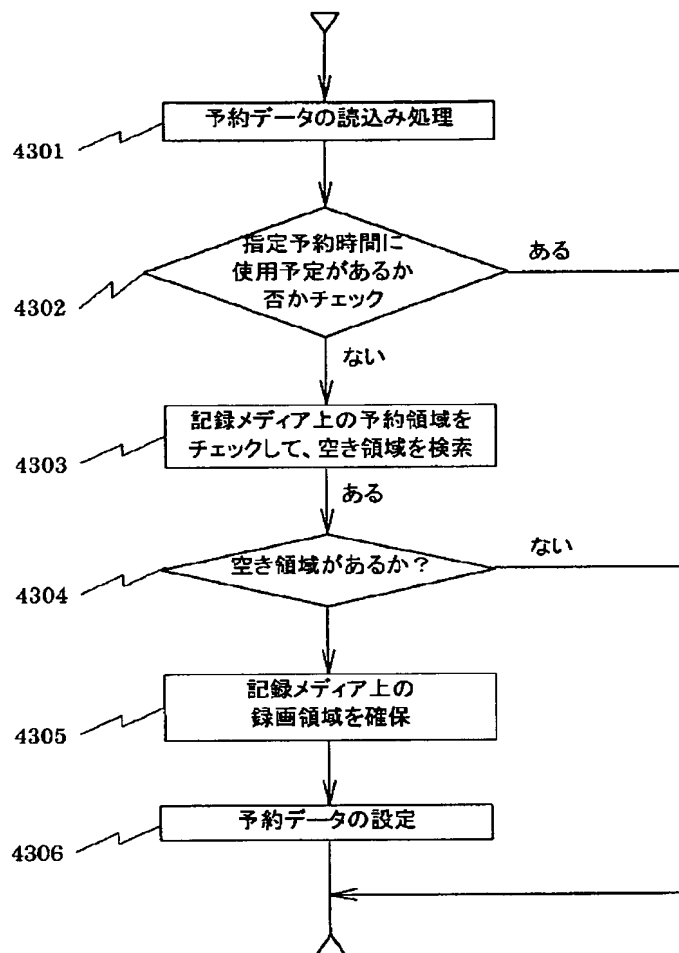 予約データの読込み処理
4301
指定予約時間に
使用予定があるか
否かチェック
ある
4302
ない
記録メディア上の予約領域を
チェックして、空き領域を検索
4303
ある
空き領域があるか？
ない
4304
記録メディア上の
録画領域を確保
4305
予約データの設定
4306